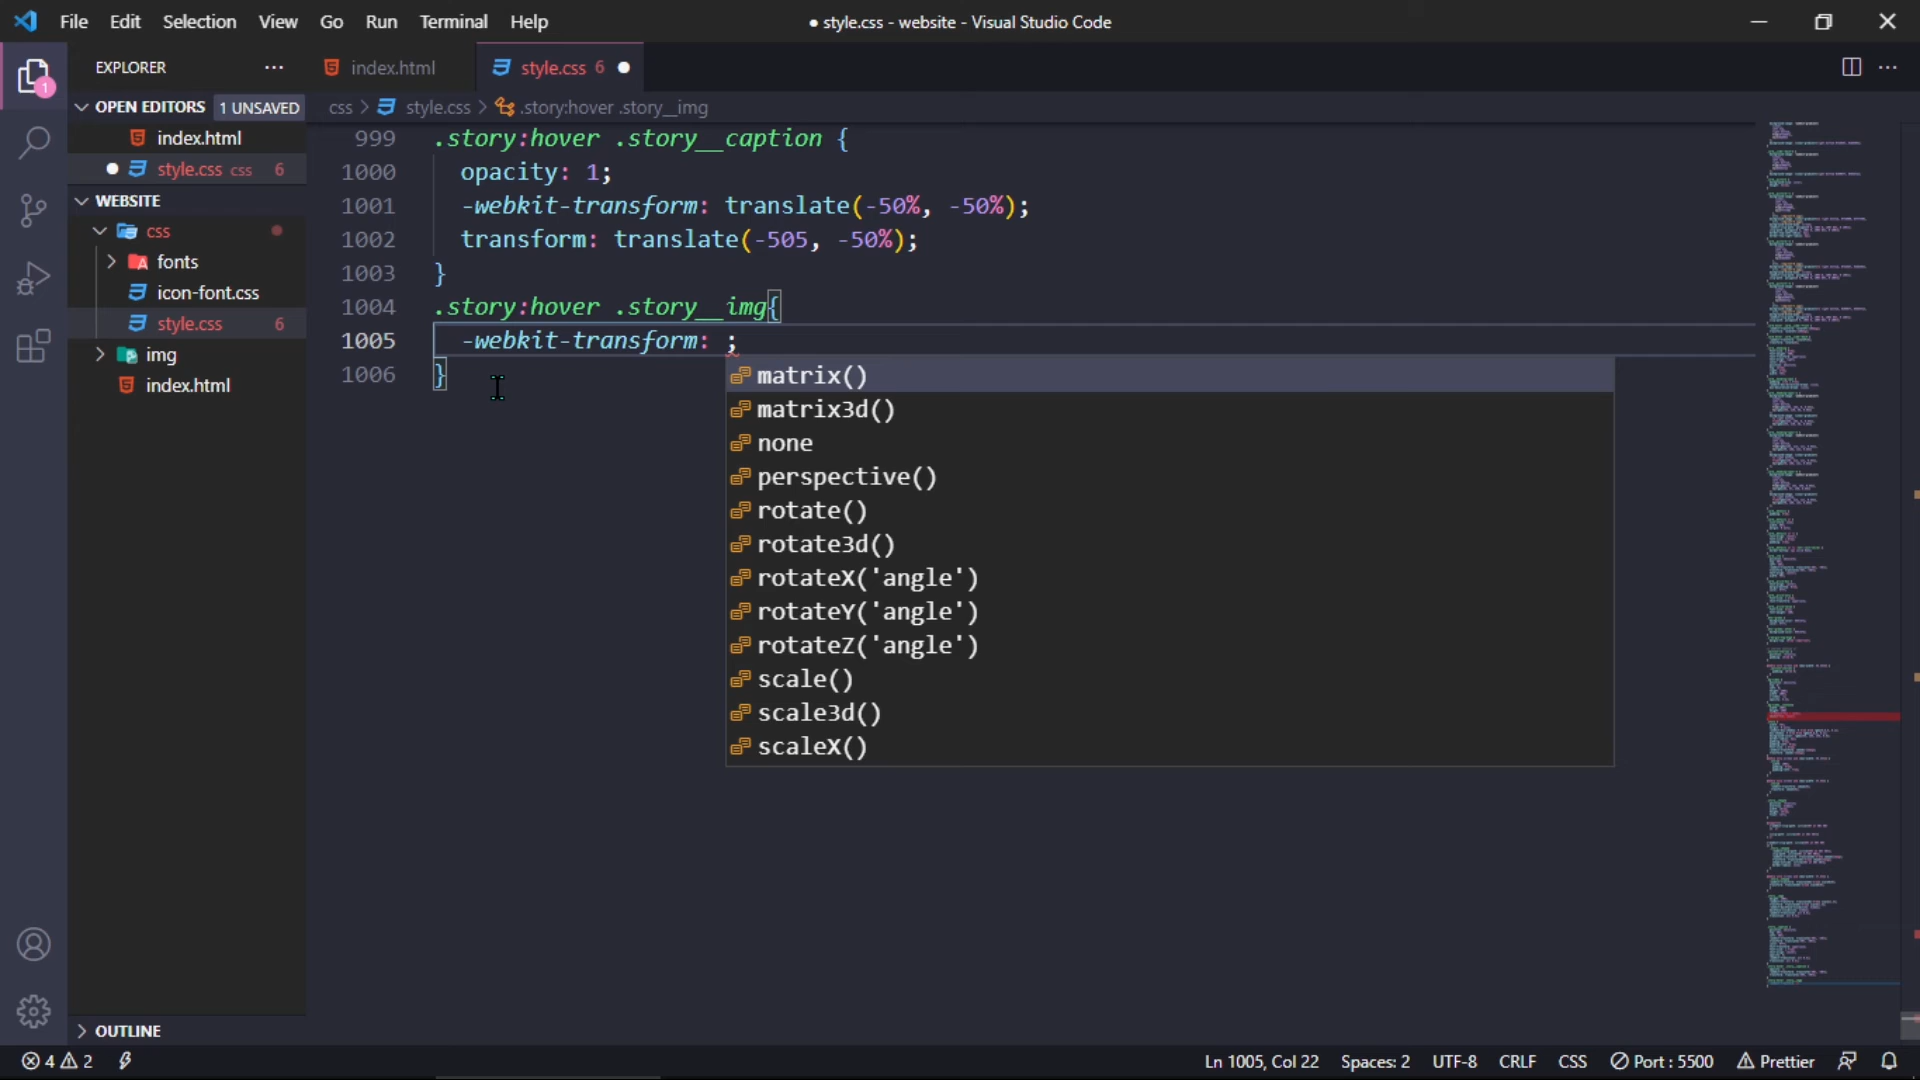 File Edit Selection View Go Run Terminal Help
● style.css - website - Visual Studio Code
EXPLORER
index.html
style.css 6
OPEN EDITORS 1 UNSAVED
index.html
style.css css 6
WEBSITE
css
fonts
icon-font.css
style.css 6
img
index.html
OUTLINE
1
css > style.css > .story:hover .story__img
999 .story:hover .story__caption {
1000 opacity: 1;
1001 -webkit-transform: translate(-50%, -50%);
1002 transform: translate(-505, -50%);
1003 }
1004 .story:hover .story__img{
1005 -webkit-transform: ;
1006 }
matrix()
matrix3d()
none
perspective()
rotate()
rotate3d()
rotateX('angle')
rotateY('angle')
rotateZ('angle')
scale()
scale3d()
scaleX()
4 2
Ln 1005, Col 22 Spaces: 2 UTF-8 CRLF CSS Port : 5500 Prettier